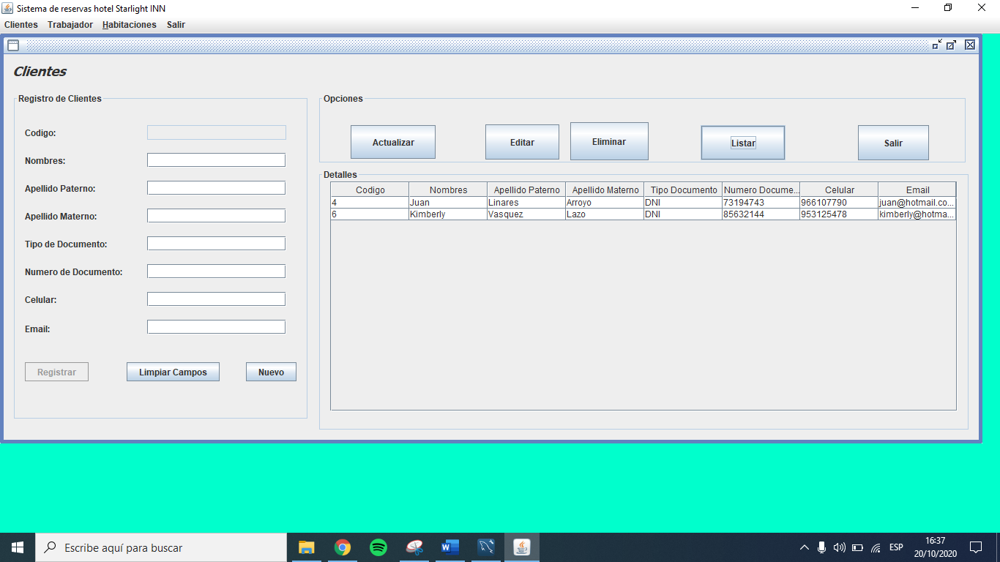 Sistema de reservas hotel Starlight INN
Clientes Trabajador Habitaciones Salir
Clientes
Registro de Clientes
Codigo:
Nombres:
Apellido Paterno:
Apellido Materno:
Tipo de Documento:
Numero de Documento:
Celular:
Email:
Registrar Limpiar Campos Nuevo
Opciones
Actualizar Editar Eliminar Listar Salir
Detalles
Codigo Nombres Apellido Paterno Apellido Materno Tipo Documento Numero Docume... Celular Email
4 Juan Linares Arroyo DNI 73194743 966107790 juan@hotmail.co...
6 Kimberly Vasquez Lazo DNI 85632144 953125478 kimberly@hotma...
Escribe aquí para buscar
ESP
16:37
20/10/2020